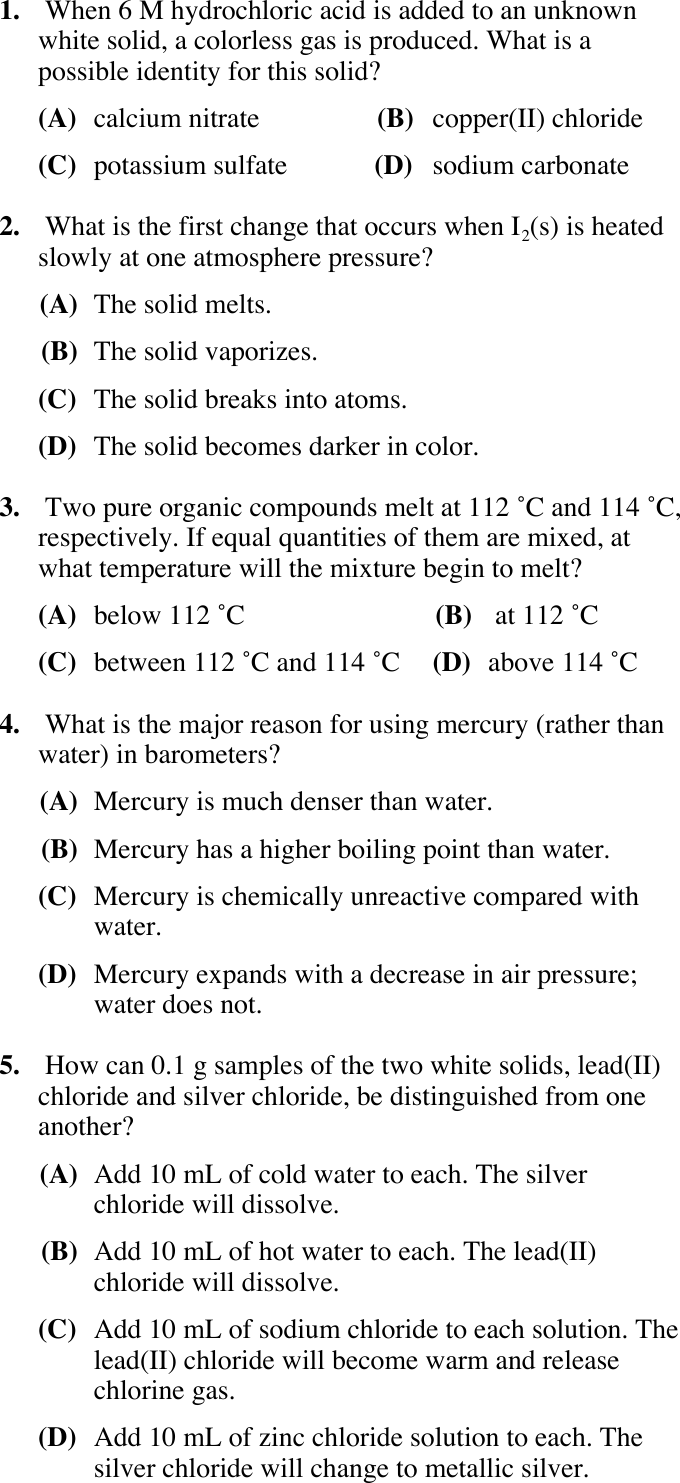 1. When 6 M hydrochloric acid is added to an unknown
white solid, a colorless gas is produced. What is a
possible identity for this solid?
(A) calcium nitrate (B) copper(II) chloride
(C) potassium sulfate (D) sodium carbonate
2. What is the first change that occurs when I₂(s) is heated
slowly at one atmosphere pressure?
(A) The solid melts.
(B) The solid vaporizes.
(C) The solid breaks into atoms.
(D) The solid becomes darker in color.
3. Two pure organic compounds melt at 112 ˚C and 114 ˚C,
respectively. If equal quantities of them are mixed, at
what temperature will the mixture begin to melt?
(A) below 112 ˚C (B) at 112 ˚C
(C) between 112 ˚C and 114 ˚C (D) above 114 ˚C
4. What is the major reason for using mercury (rather than
water) in barometers?
(A) Mercury is much denser than water.
(B) Mercury has a higher boiling point than water.
(C) Mercury is chemically unreactive compared with
water.
(D) Mercury expands with a decrease in air pressure;
water does not.
5. How can 0.1 g samples of the two white solids, lead(II)
chloride and silver chloride, be distinguished from one
another?
(A) Add 10 mL of cold water to each. The silver
chloride will dissolve.
(B) Add 10 mL of hot water to each. The lead(II)
chloride will dissolve.
(C) Add 10 mL of sodium chloride to each solution. The
lead(II) chloride will become warm and release
chlorine gas.
(D) Add 10 mL of zinc chloride solution to each. The
silver chloride will change to metallic silver.